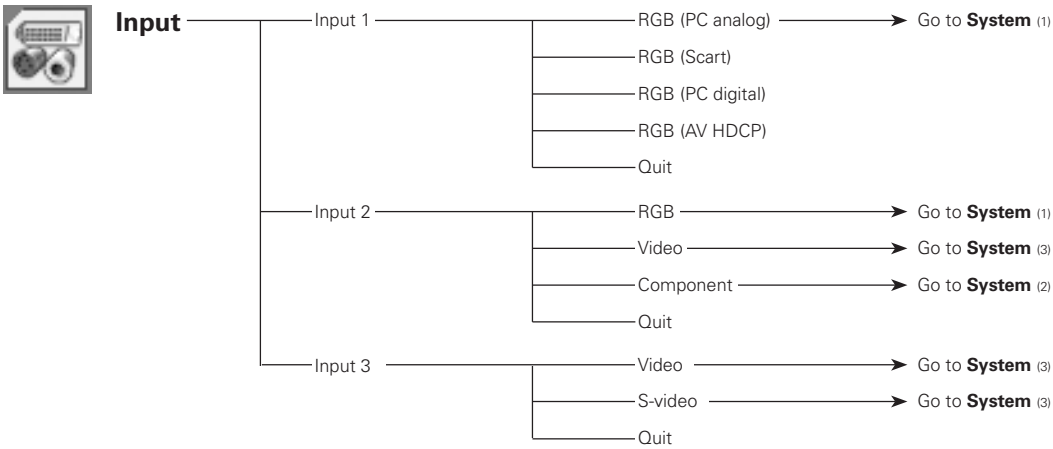 Input Input 1 RGB (PC analog) Go to System (1)
RGB (Scart)
RGB (PC digital)
RGB (AV HDCP)
Quit
Input 2 RGB Go to System (1)
Video Go to System (3)
Component Go to System (2)
Quit
Input 3 Video Go to System (3)
S-video Go to System (3)
Quit